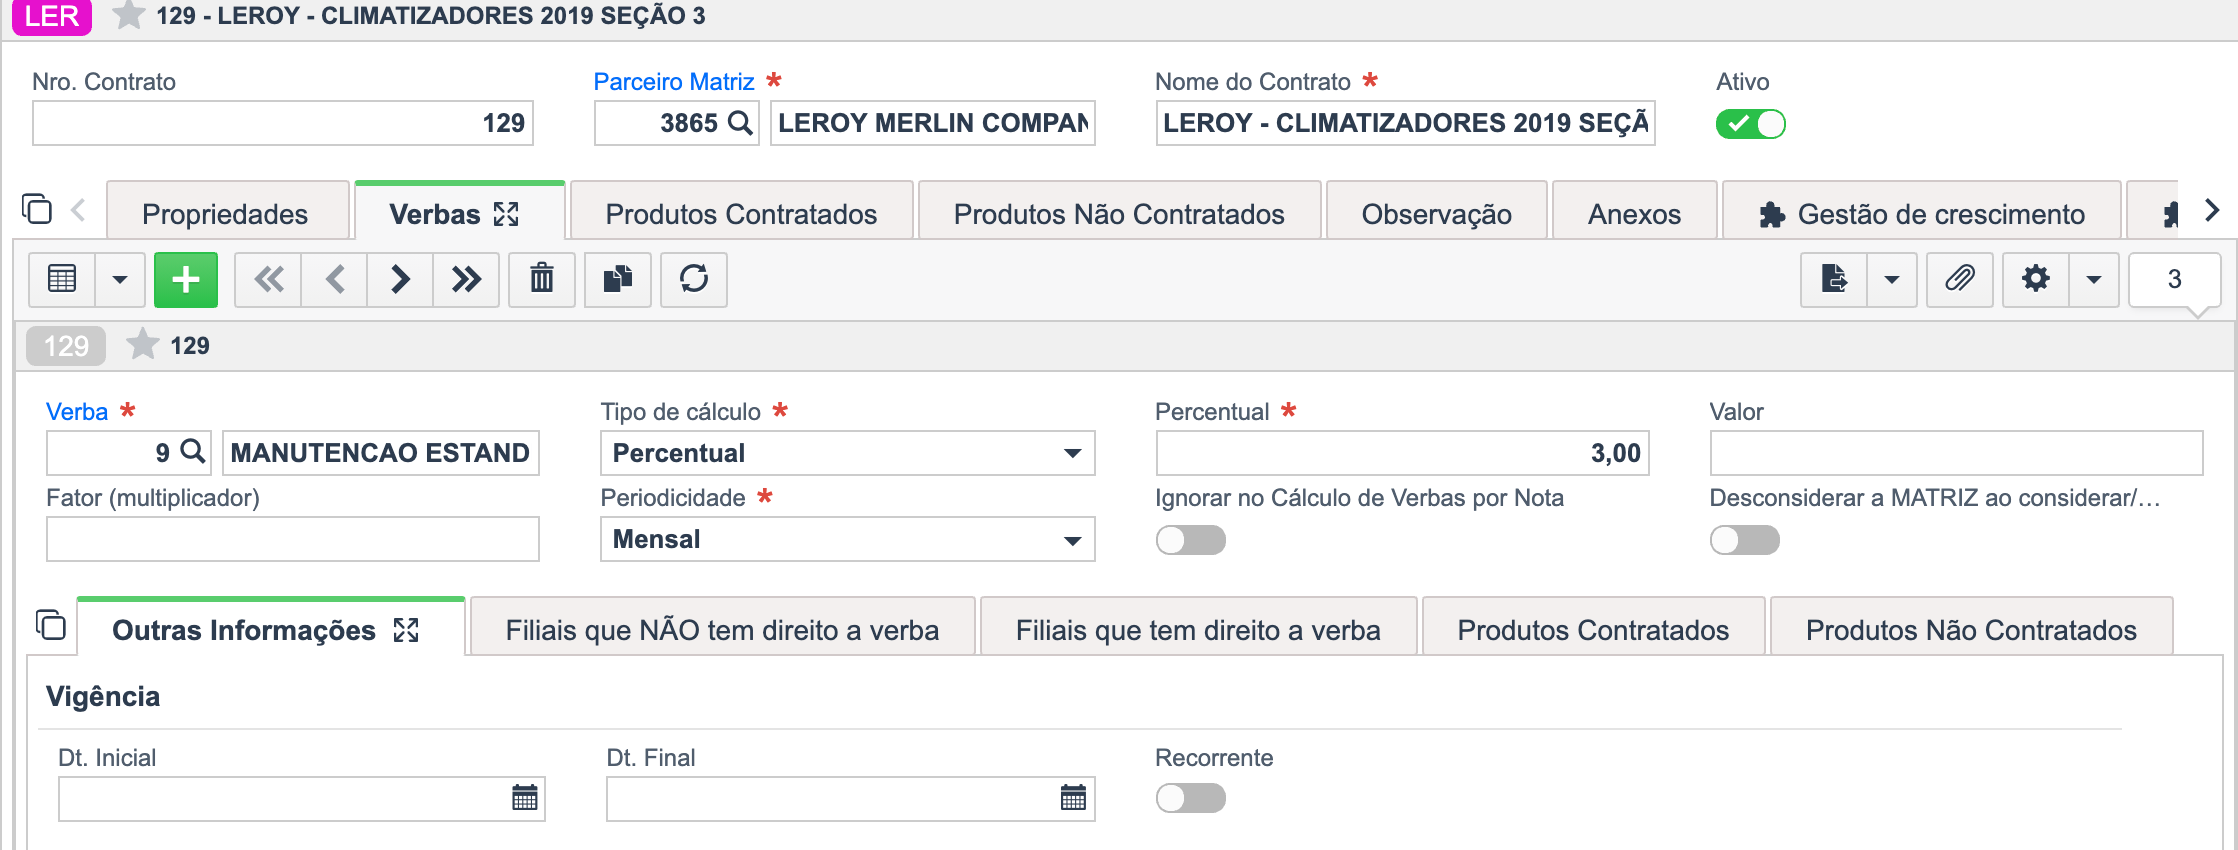 LER 129 - LEROY - CLIMATIZADORES 2019 SEÇÃO 3
Nro. Contrato Parceiro Matriz * Nome do Contrato * Ativo
129 3865 LEROY MERLIN COMPAN LEROY - CLIMATIZADORES 2019 SEÇÃ
Propriedades Verbas Produtos Contratados Produtos Não Contratados Observação Anexos Gestão de crescimento
3
129 129
Verba * Tipo de cálculo * Percentual * Valor
9 MANUTENCAO ESTAND Percentual 3,00
Fator (multiplicador) Periodicidade * Ignorar no Cálculo de Verbas por Nota Desconsiderar a MATRIZ ao considerar/...
Mensal
Outras Informações Filiais que NÃO tem direito a verba Filiais que tem direito a verba Produtos Contratados Produtos Não Contratados
Vigência
Dt. Inicial Dt. Final Recorrente